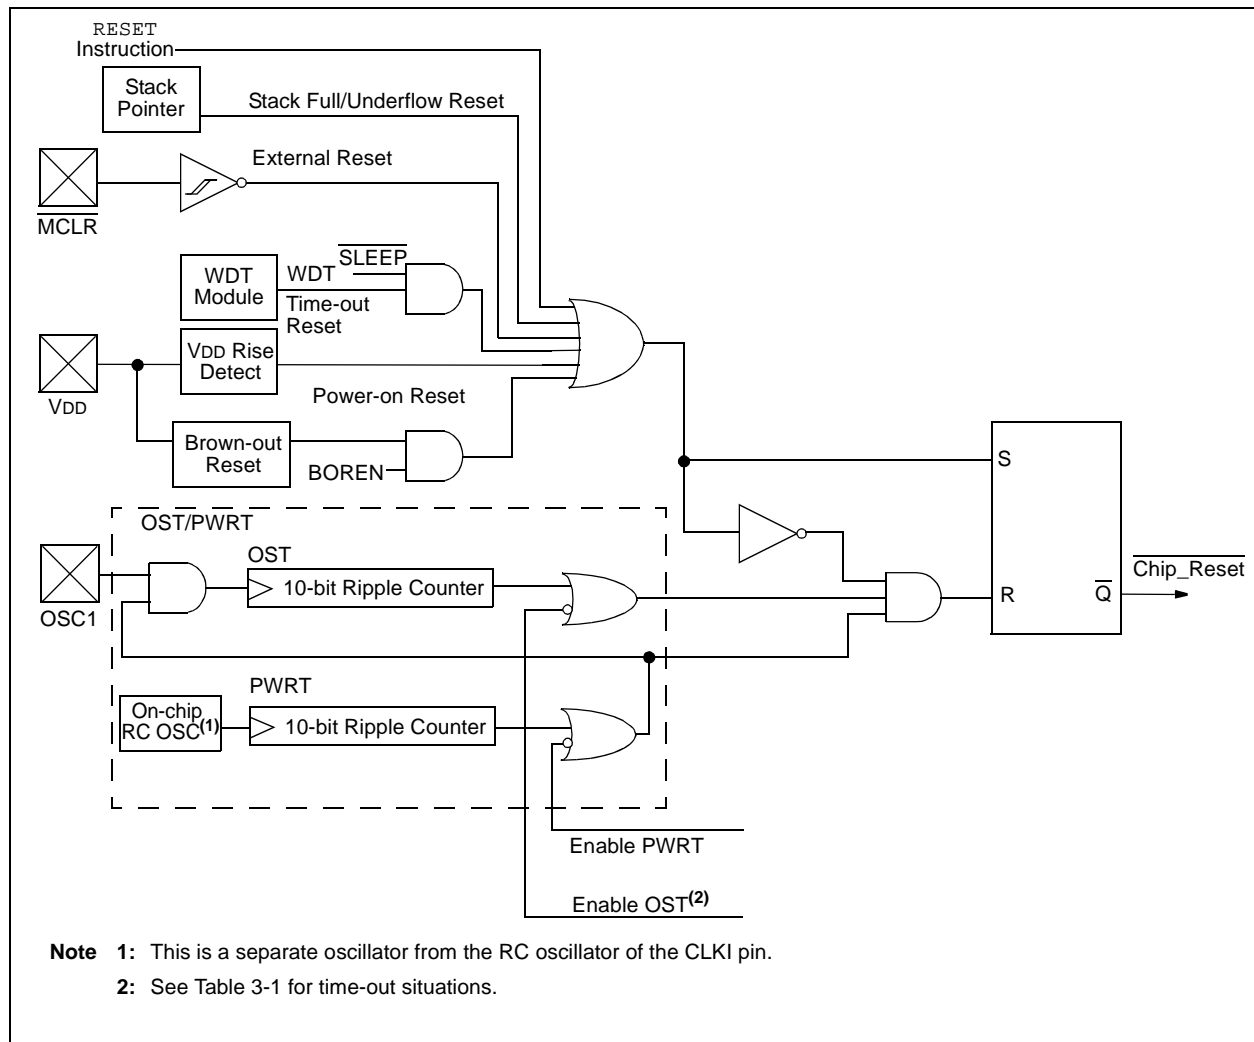 RESET
Instruction
Stack
Pointer
Stack Full/Underflow Reset
External Reset
MCLR
SLEEP
WDT
Module
WDT
Time-out
Reset
VDD Rise
Detect
VDD
Power-on Reset
Brown-out
Reset
BOREN
S
OST/PWRT
OST
10-bit Ripple Counter
OSC1
Chip_Reset
R
Q
PWRT
On-chip
RC OSC(1)
10-bit Ripple Counter
Enable PWRT
Enable OST(2)
Note 1: This is a separate oscillator from the RC oscillator of the CLKI pin.
2: See Table 3-1 for time-out situations.